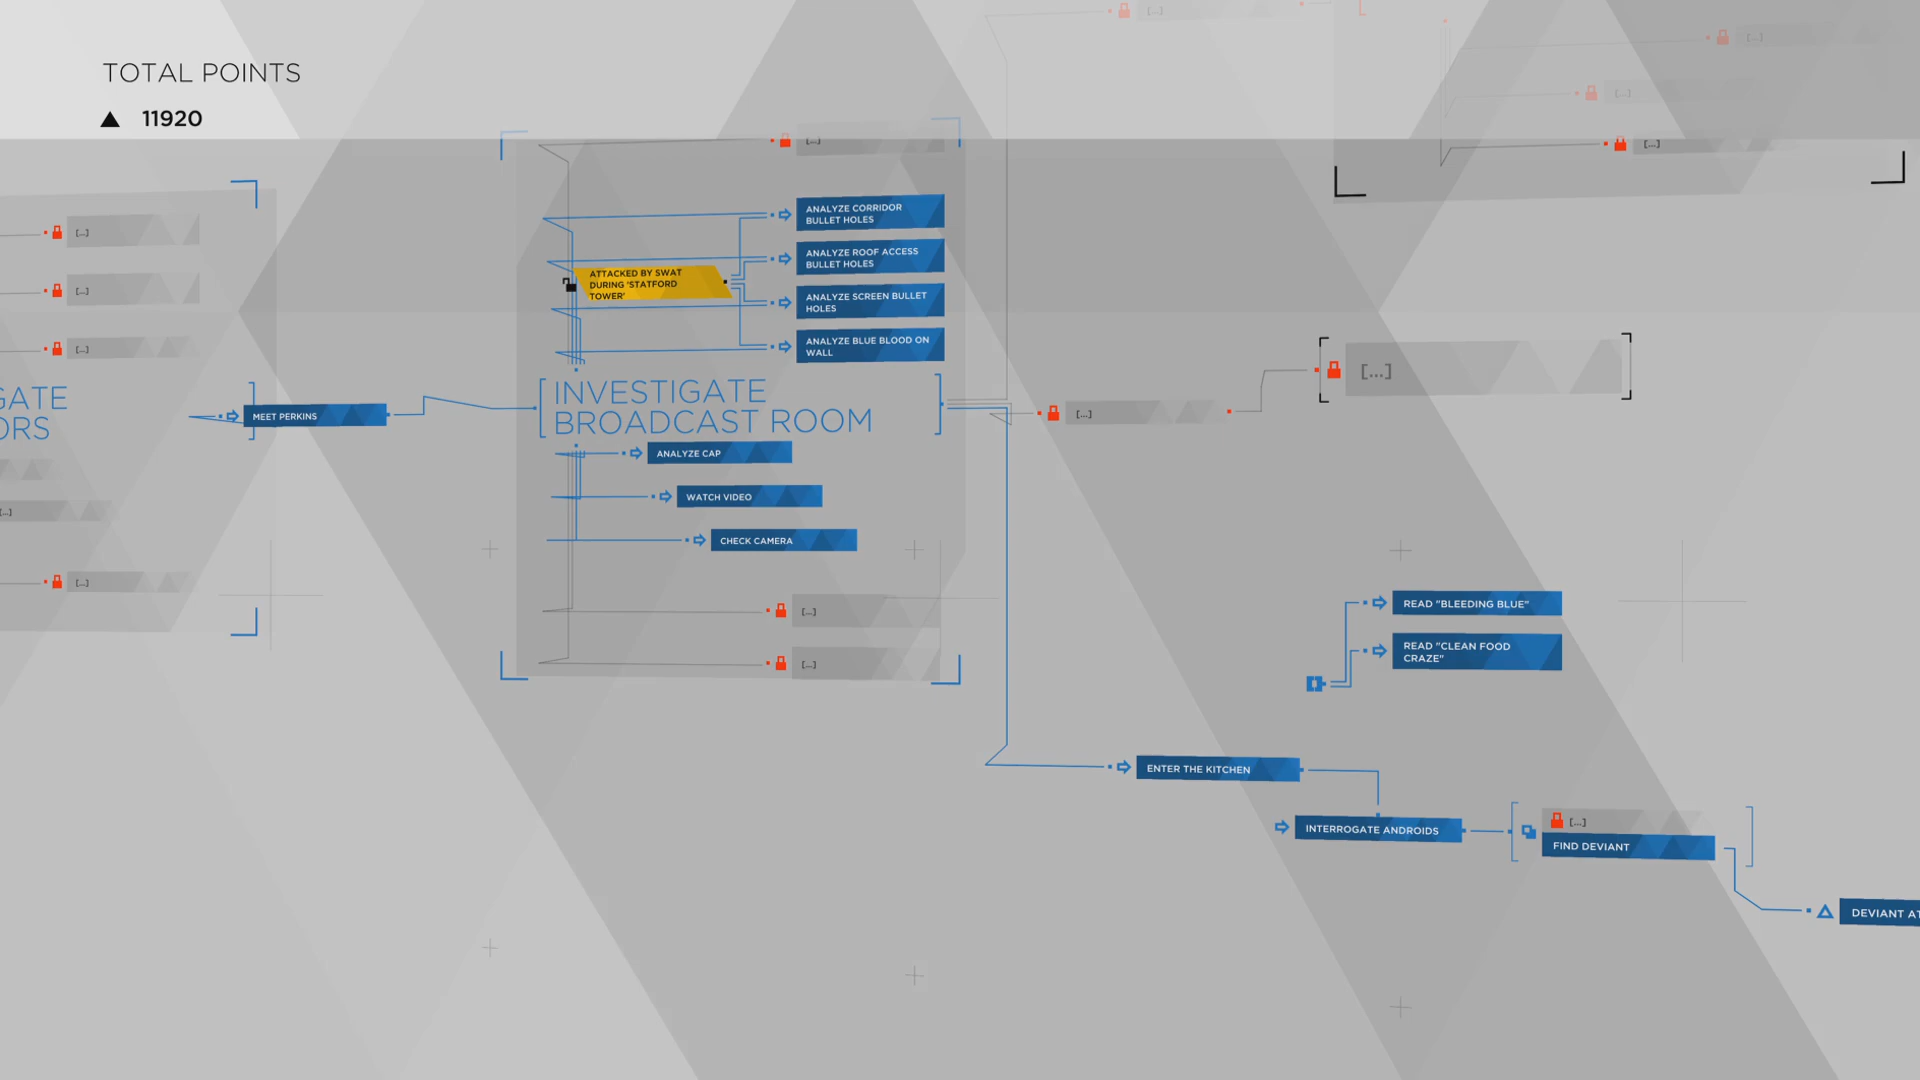 TOTAL POINTS
▲ 11920
[...]
[...]
[...]
[...]
[...]
[...]
[...]
[...]
[...]
ANALYZE CORRIDOR
BULLET HOLES
ANALYZE ROOF ACCESS
BULLET HOLES
ATTACKED BY SWAT
DURING 'STATFORD
TOWER'
ANALYZE SCREEN BULLET
HOLES
ANALYZE BLUE BLOOD ON
WALL
GATE
ORS
MEET PERKINS
INVESTIGATE
BROADCAST ROOM
[...]
[...]
ANALYZE CAP
WATCH VIDEO
[...]
CHECK CAMERA
[...]
[...]
[...]
READ "BLEEDING BLUE"
READ "CLEAN FOOD
CRAZE"
ENTER THE KITCHEN
INTERROGATE ANDROIDS
[...]
FIND DEVIANT
DEVIANT AT